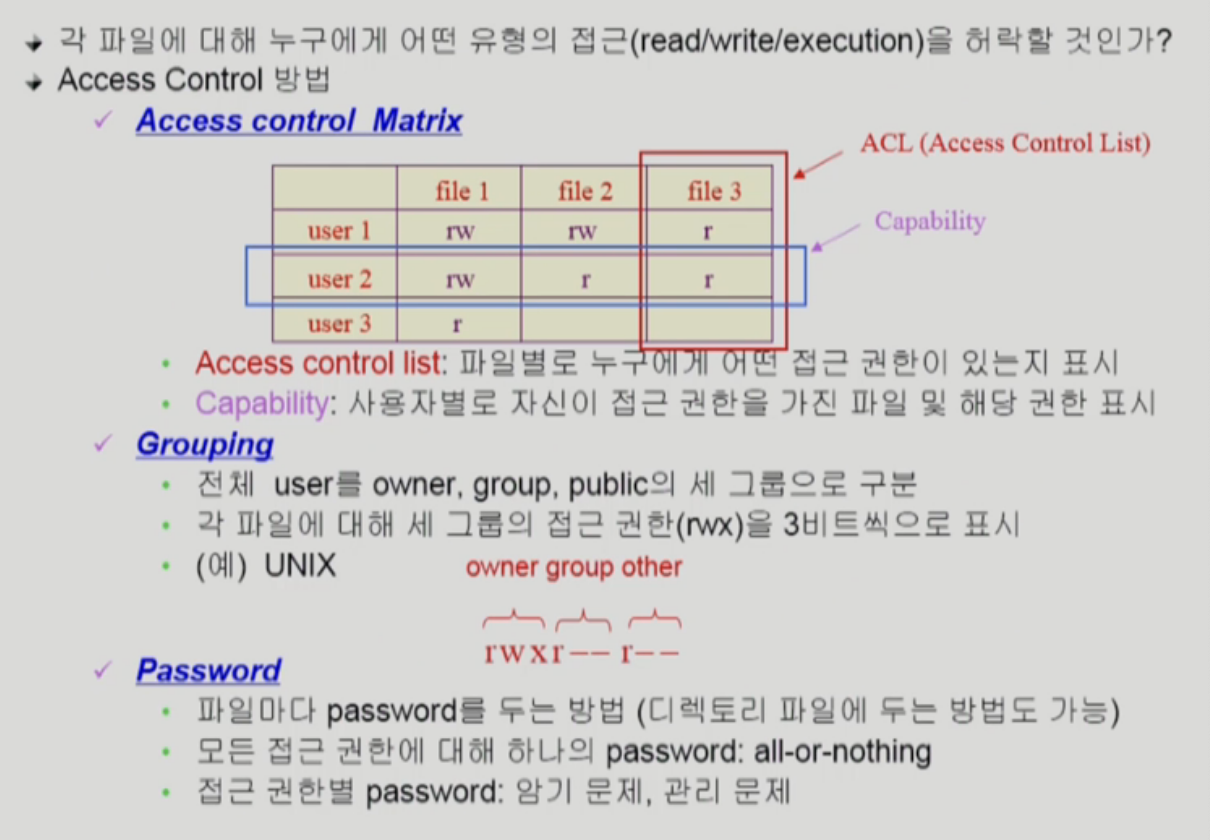 각 파일에 대해 누구에게 어떤 유형의 접근(read/write/execution)을 허락할 것인가?
Access Control 방법
Access control Matrix
ACL (Access Control List)
file 1 file 2 file 3
Capability
user 1 rw rw r
user 2 rw r r
user 3 r
Access control list: 파일별로 누구에게 어떤 접근 권한이 있는지 표시
Capability: 사용자별로 자신이 접근 권한을 가진 파일 및 해당 권한 표시
Grouping
전체 user를 owner, group, public의 세 그룹으로 구분
각 파일에 대해 세 그룹의 접근 권한(rwx)을 3비트씩으로 표시
(예) UNIX owner group other
rwxr-- r--
Password
파일마다 password를 두는 방법 (디렉토리 파일에 두는 방법도 가능)
모든 접근 권한에 대해 하나의 password: all-or-nothing
접근 권한별 password: 암기 문제, 관리 문제